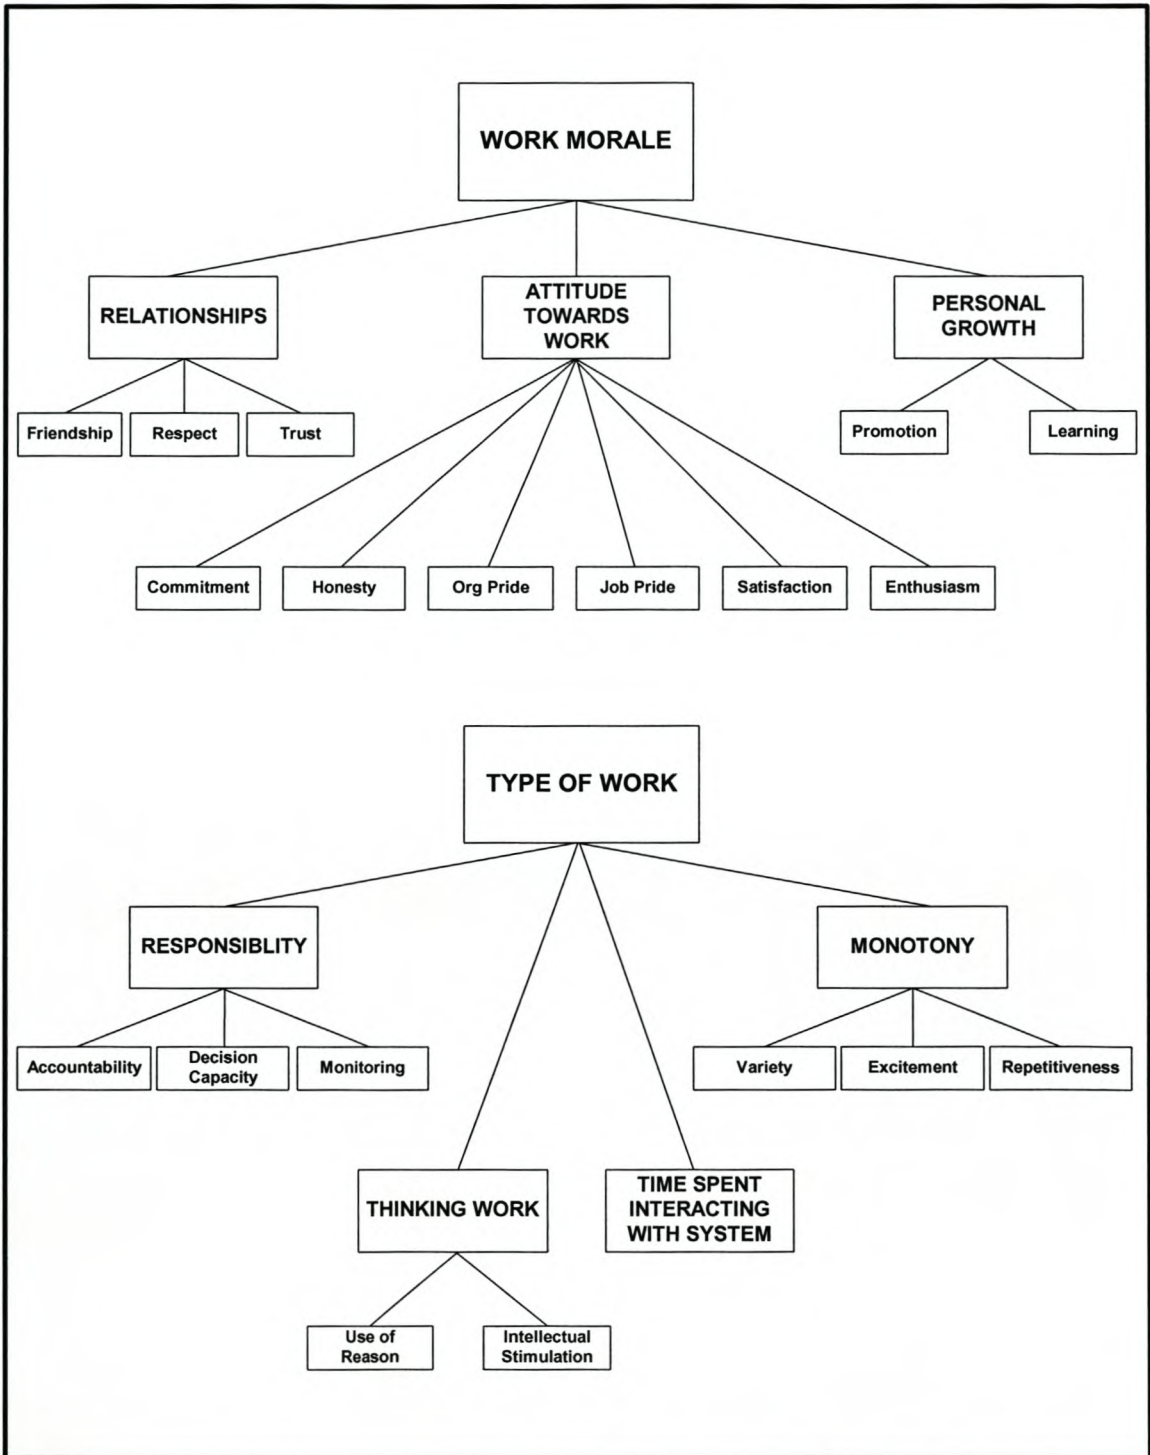 WORK MORALE
RELATIONSHIPS
ATTITUDE
TOWARDS
WORK
PERSONAL
GROWTH
Friendship
Respect
Trust
Promotion
Learning
Commitment
Honesty
Org Pride
Job Pride
Satisfaction
Enthusiasm
TYPE OF WORK
RESPONSIBLITY
MONOTONY
Accountability
Decision
Capacity
Monitoring
Variety
Excitement
Repetitiveness
THINKING WORK
TIME SPENT
INTERACTING
WITH SYSTEM
Use of
Reason
Intellectual
Stimulation